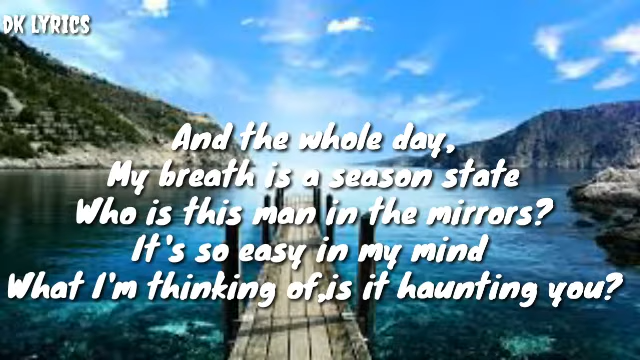 DK LYRICS
And the whole day,
My breath is a season state
Who is this man in the mirrors?
It's so easy in my mind
What I'm thinking of,is it haunting you?